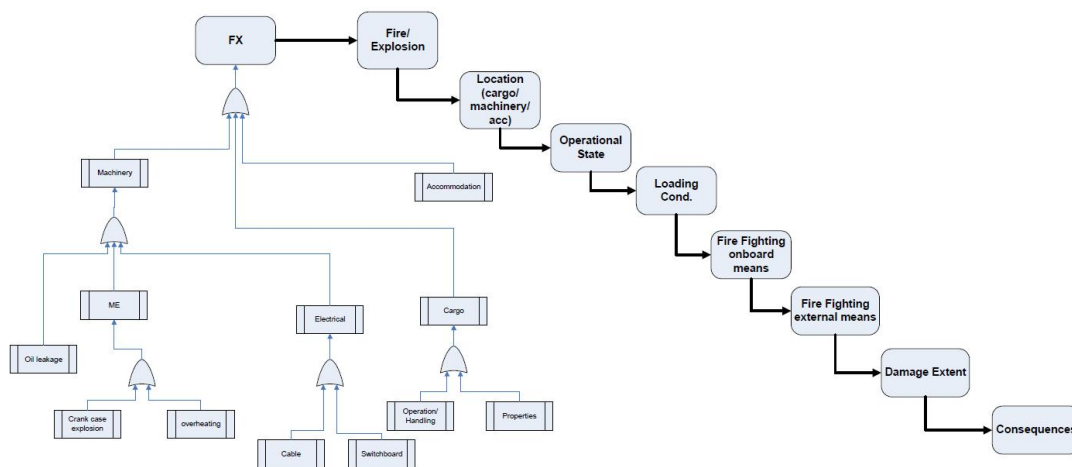 FX
Fire/
Explosion
Location
(cargo/
machinery/
acc)
Operational
State
Machinery
Accommodation
Loading
Cond.
Fire Fighting
onboard
means
ME
Electrical
Cargo
Fire Fighting
external means
Oil leakage
Damage Extent
Crank case
explosion
overheating
Operation/
Handling
Properties
Consequences
Cable
Switchboard